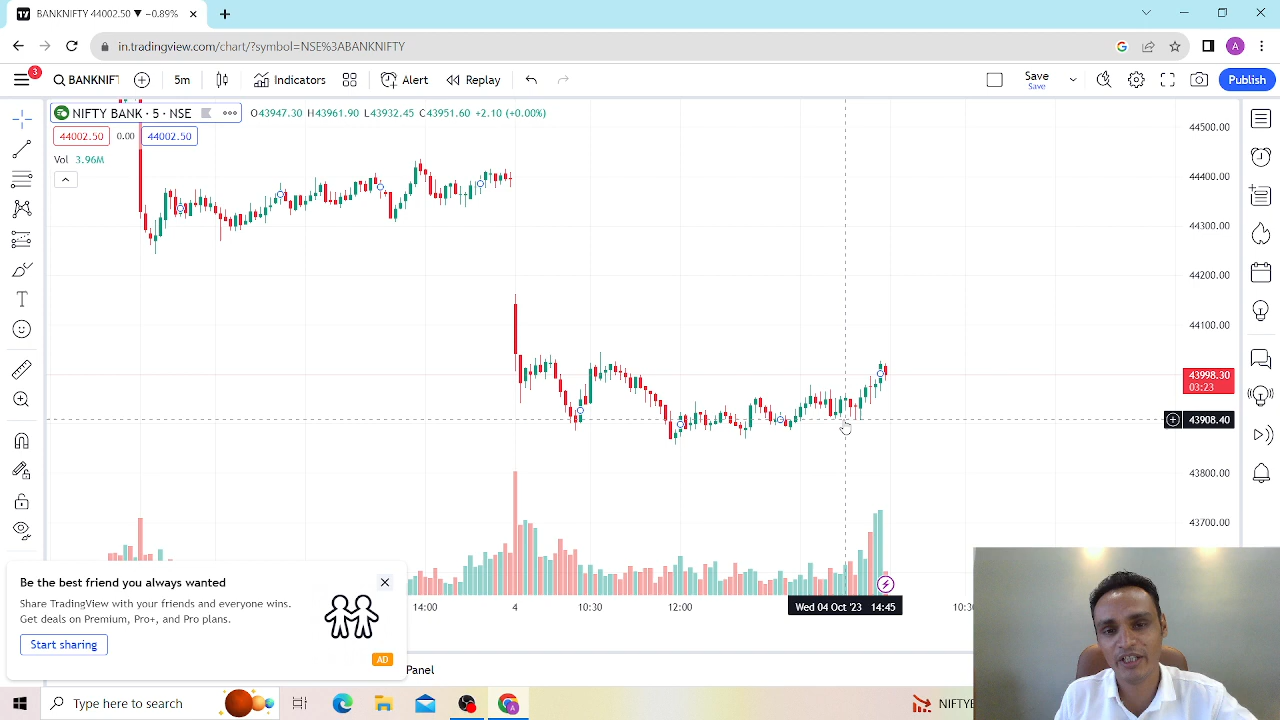 BANKNIFTY 44002.50 ▼ −0.89%
in.tradingview.com/chart/?symbol=NSE%3ABANKNIFTY
A
3
BANKNIF
5m
Indicators
Alert
Replay
Save
Save
Publish
NIFTY BANK · 5 · NSE
O43947.30 H43961.90 L43932.45 C43951.60 +2.10 (+0.00%)
44002.50 0.00 44002.50
Vol 3.96M
44500.00
44400.00
44300.00
44200.00
44100.00
43998.30
03:23
43908.40
43800.00
43700.00
Be the best friend you always wanted
Share TradingView with your friends and everyone wins.
Get deals on Premium, Pro+, and Pro plans.
Start sharing
AD
14:00
4
10:30
12:00
Wed 04 Oct '23 14:45
10:30
Panel
Type here to search
NIFTY